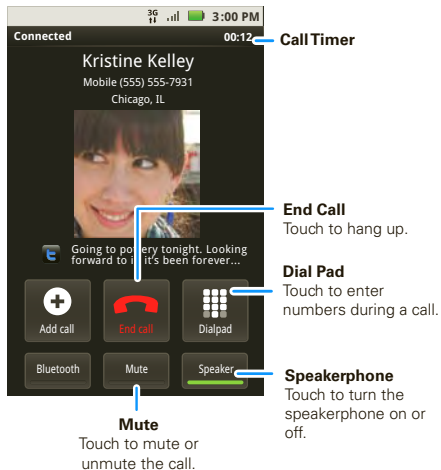 3G 3:00 PM
Connected 00:12
Call Timer
Kristine Kelley
Mobile (555) 555-7931
Chicago, IL
Going to pottery tonight. Looking
forward to it, it's been forever...
End Call
Touch to hang up.
Dial Pad
Touch to enter
numbers during a call.
Add call End call Dialpad
Bluetooth Mute Speaker
Speakerphone
Touch to turn the
speakerphone on or
off.
Mute
Touch to mute or
unmute the call.